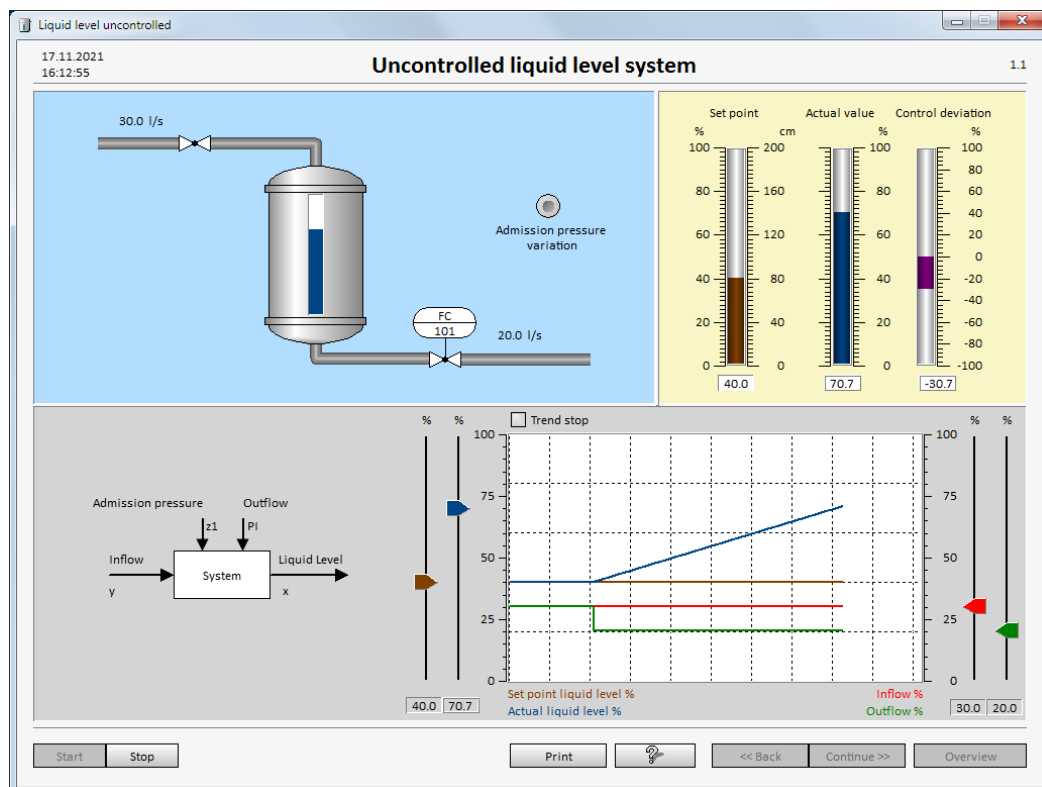 Liquid level uncontrolled
17.11.2021
16:12:55
Uncontrolled liquid level system
1.1
30.0 l/s
Admission pressure
variation
FC
101
20.0 l/s
Set point
Actual value
Control deviation
%
cm
%
%
100
200
100
100
80
160
80
80
60
60
120
60
40
20
0
40
80
40
-20
-40
20
40
20
-60
-80
0
0
0
-100
40.0
70.7
-30.7
% %
Trend stop
% %
100
100
75
75
50
50
25
25
0
0
Admission pressure
Outflow
z1
PI
Inflow
System
Liquid Level
y
x
40.0 70.7
Set point liquid level %
Inflow %
Actual liquid level %
Outflow %
30.0 20.0
Start
Stop
Print
?
<< Back
Continue >>
Overview